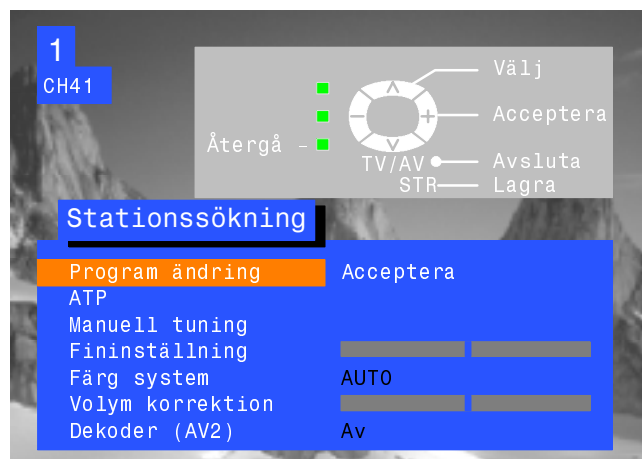 1
CH41
Välj
Acceptera
Återgå –
TV/AV Avsluta
STR Lagra
Stationssökning
Program ändring Acceptera
ATP
Manuell tuning
Fininställning
Färg system AUTO
Volym korrektion
Dekoder (AV2) Av